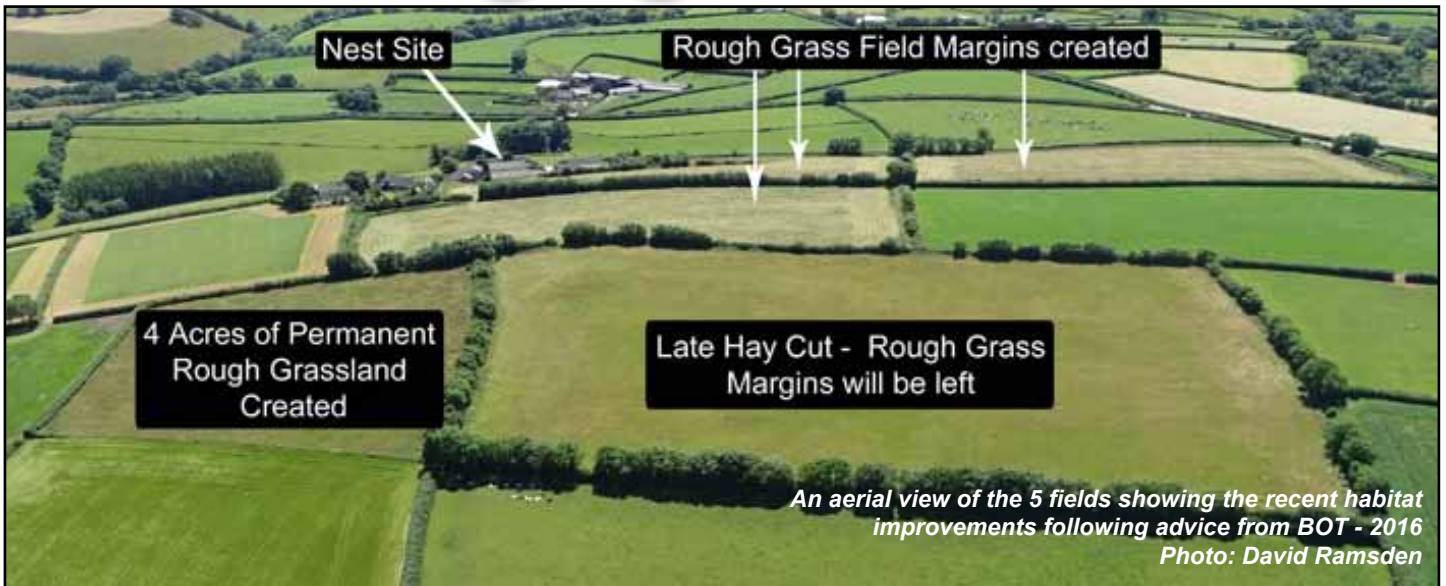 Nest Site
Rough Grass Field Margins created
4 Acres of Permanent
Rough Grassland
Created
Late Hay Cut - Rough Grass
Margins will be left
An aerial view of the 5 fields showing the recent habitat
improvements following advice from BOT - 2016
Photo: David Ramsden